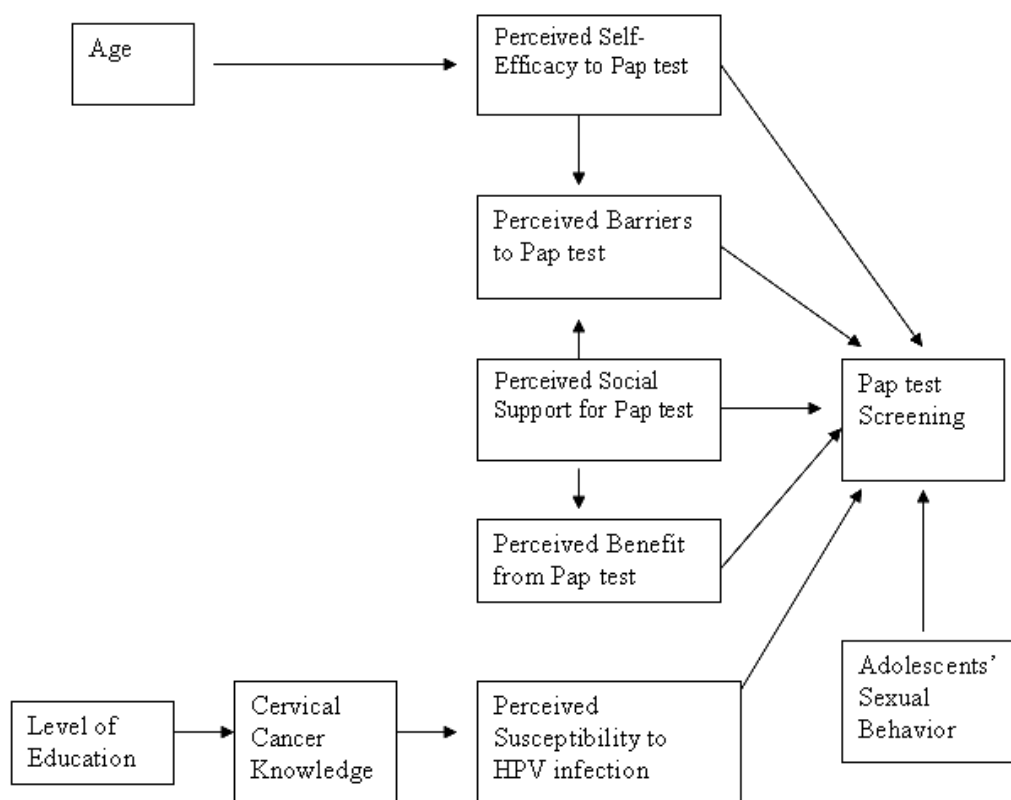 Age
Perceived Self-
Efficacy to Pap test
Perceived Barriers
to Pap test
Perceived Social
Support for Pap test
Pap test
Screening
Perceived Benefit
from Pap test
Adolescents’
Sexual
Behavior
Level of
Education
Cervical
Cancer
Knowledge
Perceived
Susceptibility to
HPV infection